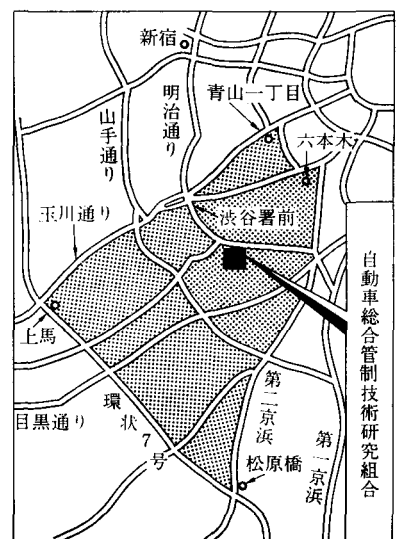 新宿
青山一丁目
明治通り
山手通り
六本木
玉川通り
渋谷署前
自動車総合管制技術研究組合
上馬
目黒通り
環状7号
第二京浜
第一京浜
松原橋